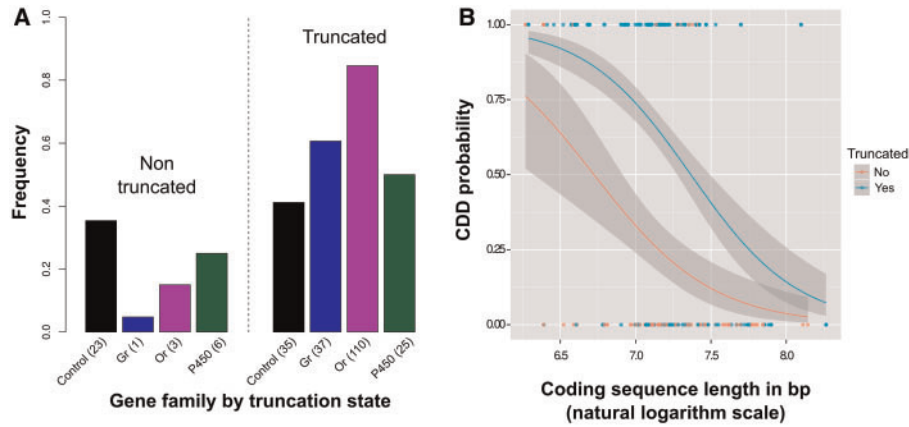 A
Frequency
1.0
0.8
0.6
0.4
0.2
0.0
Non
truncated
Truncated
Control (23)
Gr (1)
Or (3)
P450 (6)
Control (35)
Gr (37)
Or (110)
P450 (25)
Gene family by truncation state
B
CDD probability
1.00
0.75
0.50
0.25
0.00
6.5
7.0
7.5
8.0
Coding sequence length in bp
(natural logarithm scale)
Truncated
No
Yes